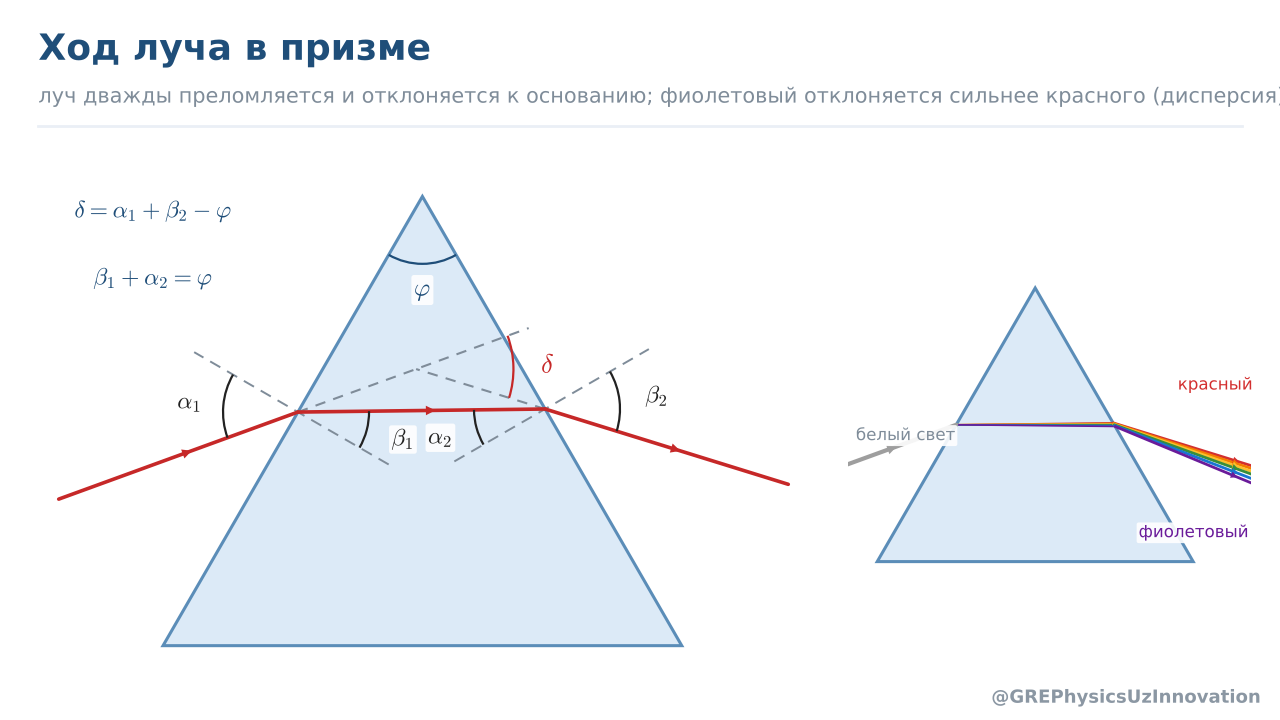 Ход луча в призме
луч дважды преломляется и отклоняется к основанию; фиолетовый отклоняется сильнее красного (дисперсия)
δ = α₁ + β₂ − φ
β₁ + α₂ = φ
φ
δ
α₁
β₂
β₁
α₂
красный
белый свет
фиолетовый
@GREPhysicsUzInnovation